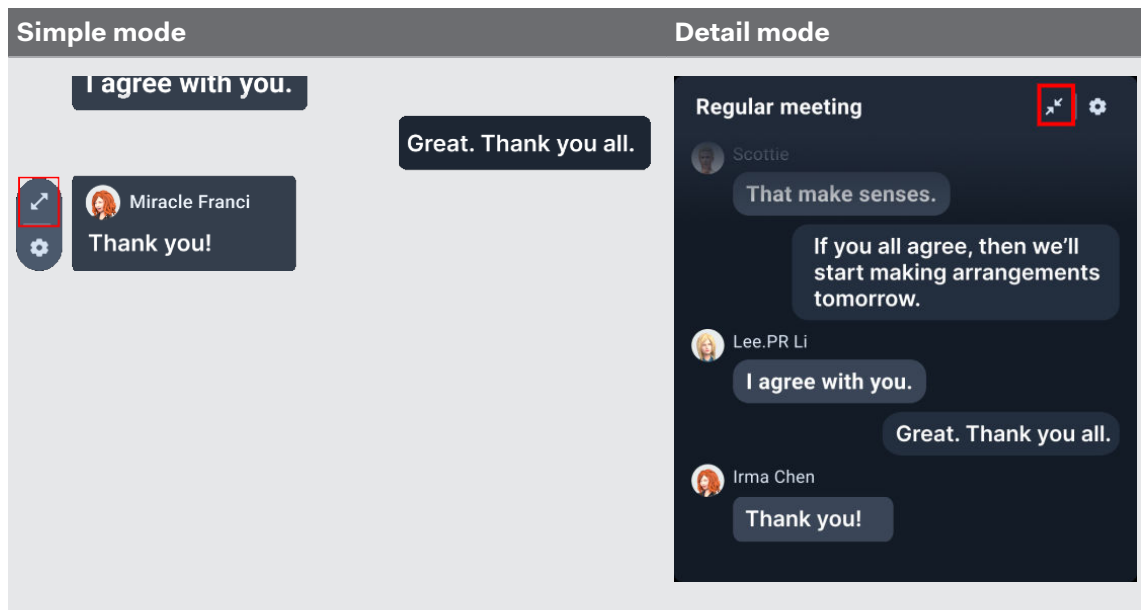 Simple mode
Detail mode
I agree with you.
Great. Thank you all.
Miracle Franci
Thank you!
Regular meeting
Scottie
That make senses.
If you all agree, then we’ll
start making arrangements
tomorrow.
Lee.PR Li
I agree with you.
Great. Thank you all.
Irma Chen
Thank you!